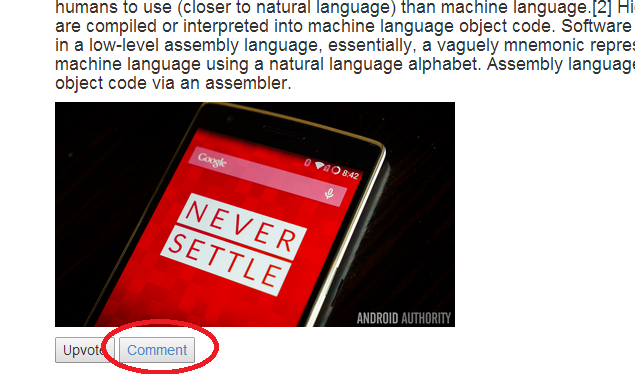 humans to use (closer to natural language) than machine language.[2] Hi
are compiled or interpreted into machine language object code. Software
in a low-level assembly language, essentially, a vaguely mnemonic repres
machine language using a natural language alphabet. Assembly language
object code via an assembler.
Google
8:42
NEVER
SETTLE
ANDROID AUTHORITY
Upvote Comment